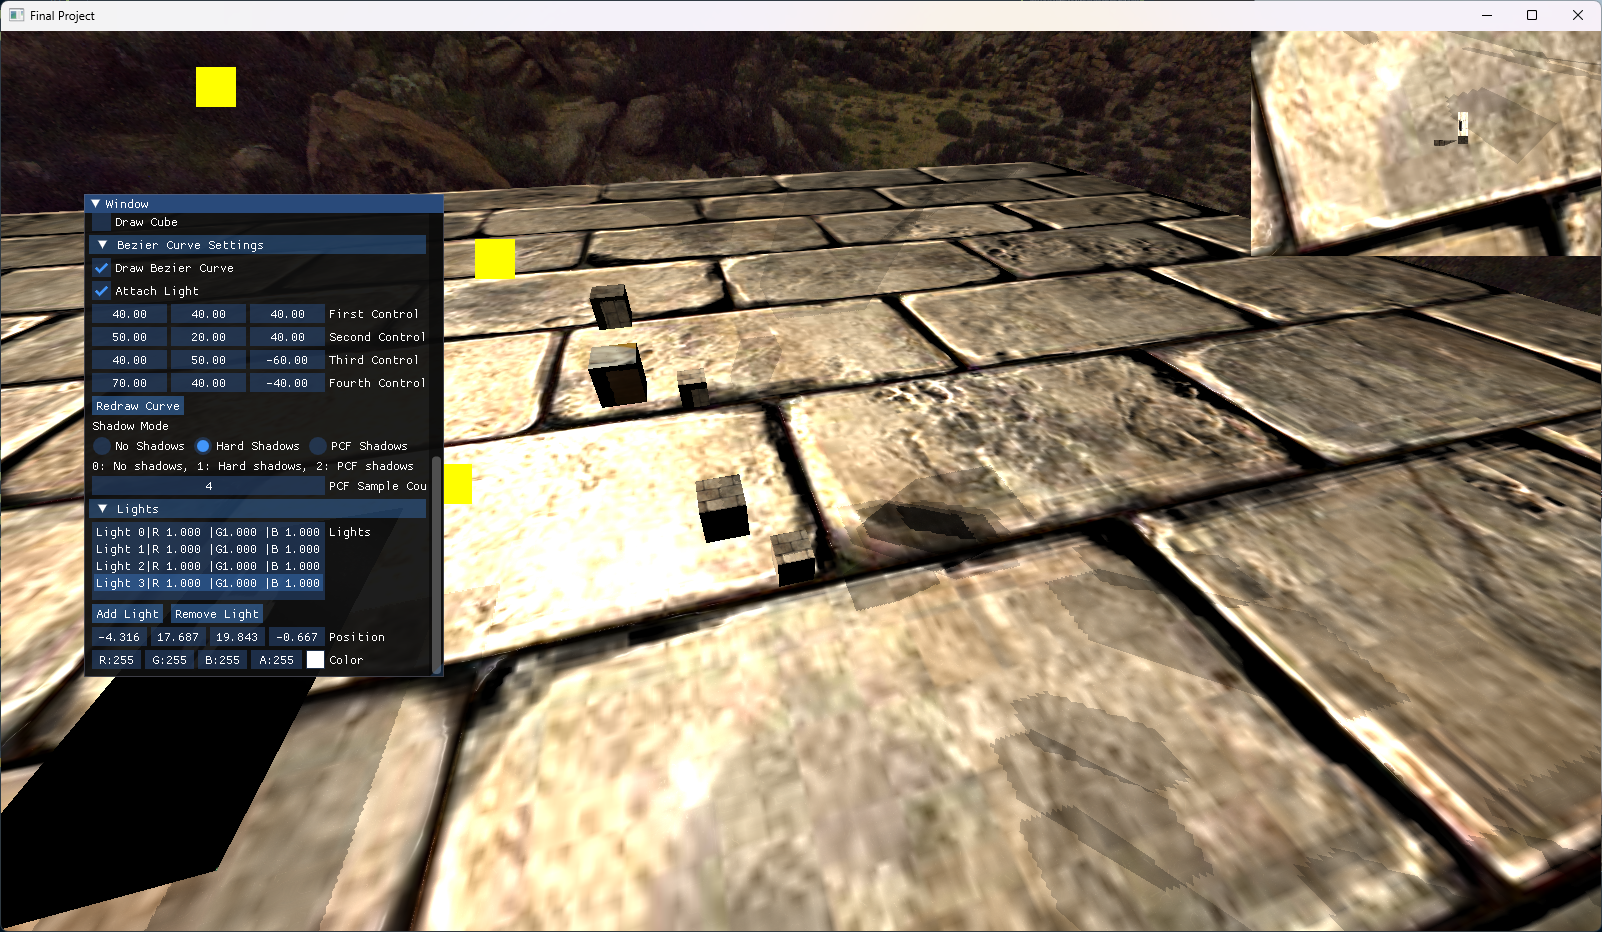 Final Project
Window
Draw Cube
Bezier Curve Settings
Draw Bezier Curve
Attach Light
40.00 40.00 40.00 First Control
50.00 20.00 40.00 Second Control
40.00 50.00 -60.00 Third Control
70.00 40.00 -40.00 Fourth Control
Redraw Curve
Shadow Mode
No Shadows Hard Shadows PCF Shadows
0: No shadows, 1: Hard shadows, 2: PCF shadows
4 PCF Sample Cou
Lights
Light 0|R 1.000 |G1.000 |B 1.000 Lights
Light 1|R 1.000 |G1.000 |B 1.000
Light 2|R 1.000 |G1.000 |B 1.000
Light 3|R 1.000 |G1.000 |B 1.000
Add Light Remove Light
-4.316 17.687 19.843 -0.667 Position
R:255 G:255 B:255 A:255 Color